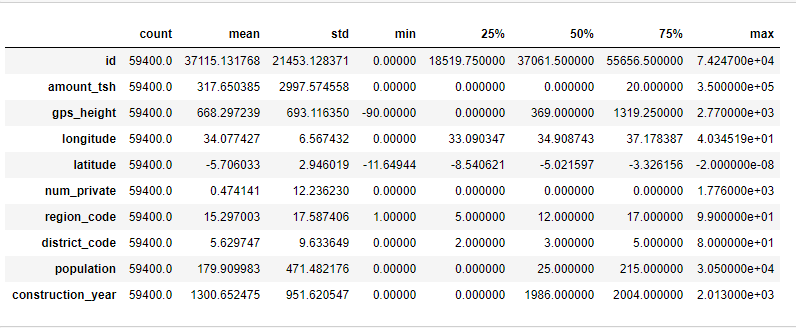 count mean std min 25% 50% 75% max
id 59400.0 37115.131768 21453.128371 0.00000 18519.750000 37061.500000 55656.500000 7.424700e+04
amount_tsh 59400.0 317.650385 2997.574558 0.00000 0.000000 0.000000 20.000000 3.500000e+05
gps_height 59400.0 668.297239 693.116350 -90.00000 0.000000 369.000000 1319.250000 2.770000e+03
longitude 59400.0 34.077427 6.567432 0.00000 33.090347 34.908743 37.178387 4.034519e+01
latitude 59400.0 -5.706033 2.946019 -11.64944 -8.540621 -5.021597 -3.326156 -2.000000e-08
num_private 59400.0 0.474141 12.236230 0.00000 0.000000 0.000000 0.000000 1.776000e+03
region_code 59400.0 15.297003 17.587406 1.00000 5.000000 12.000000 17.000000 9.900000e+01
district_code 59400.0 5.629747 9.633649 0.00000 2.000000 3.000000 5.000000 8.000000e+01
population 59400.0 179.909983 471.482176 0.00000 0.000000 25.000000 215.000000 3.050000e+04
construction_year 59400.0 1300.652475 951.620547 0.00000 0.000000 1986.000000 2004.000000 2.013000e+03